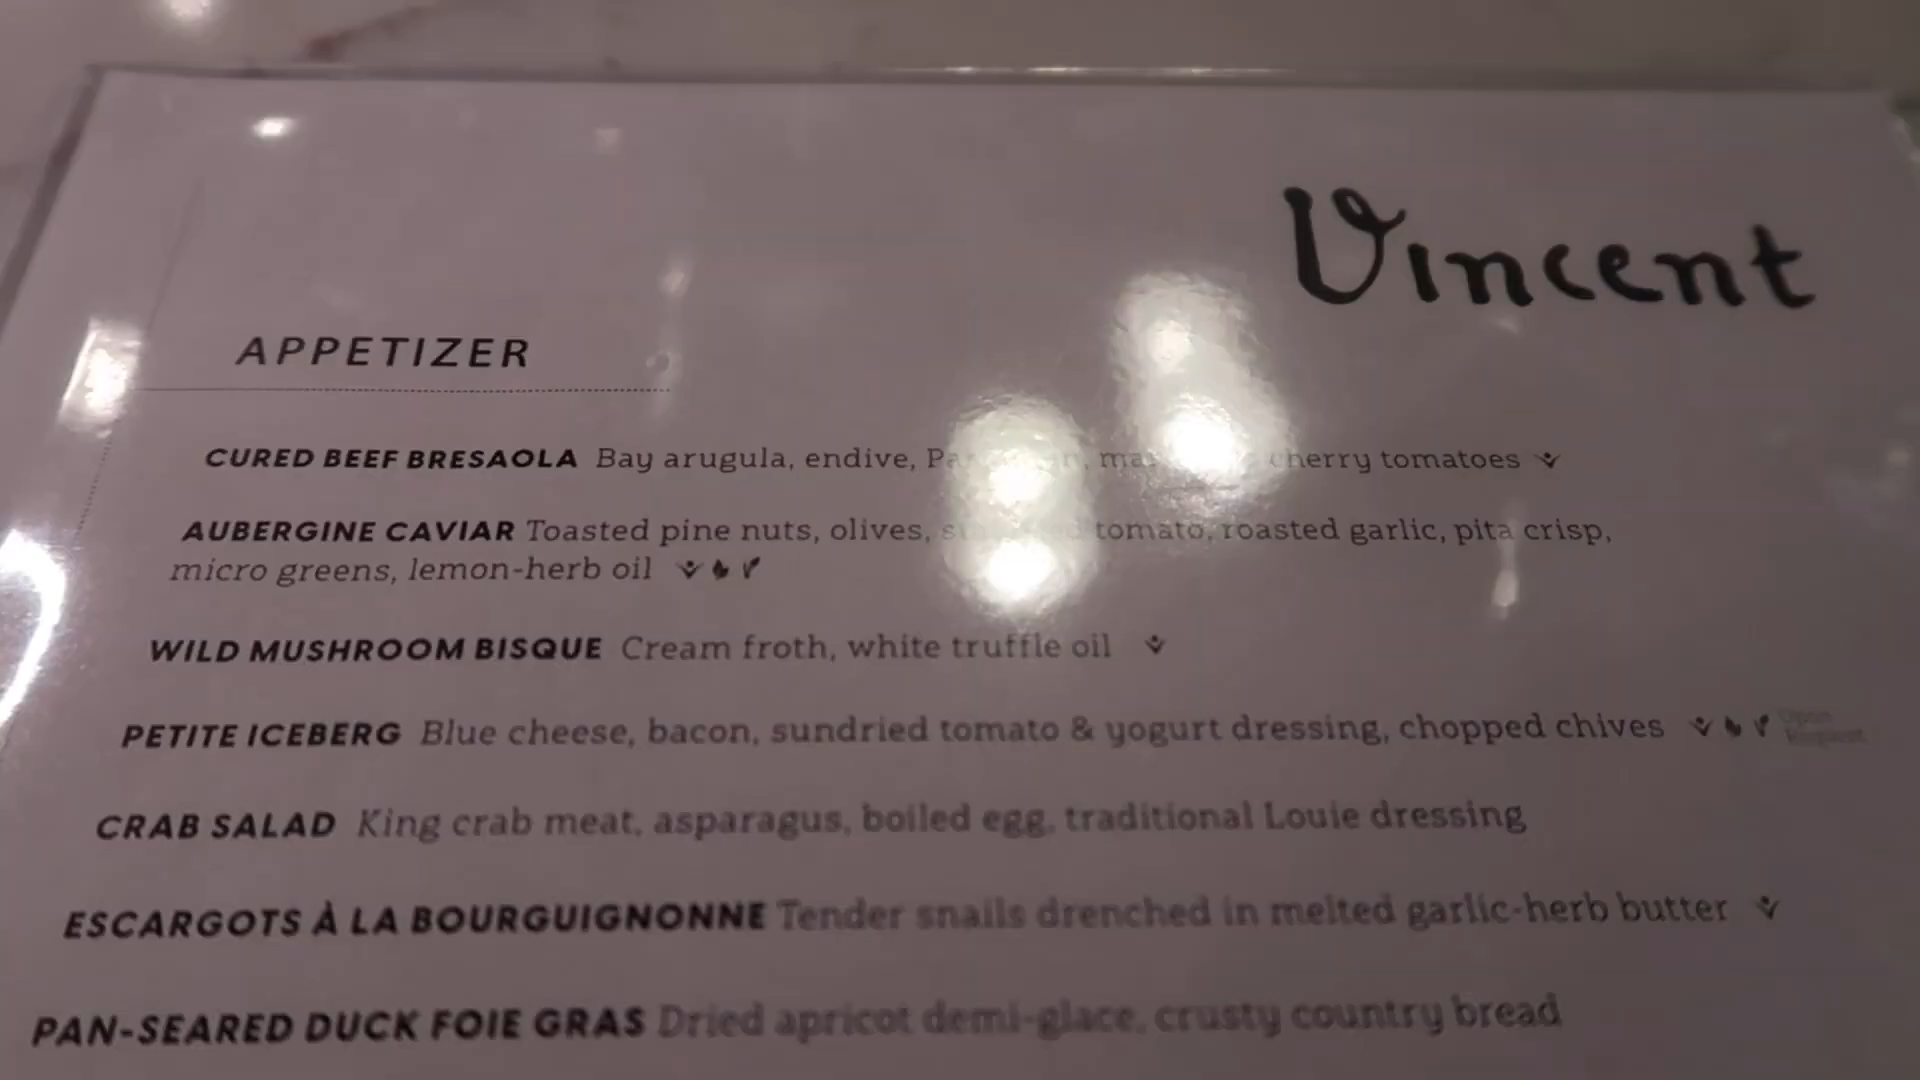 Vincent
APPETIZER
CURED BEEF BRESAOLA Bay arugula, endive, cherry tomatoes
AUBERGINE CAVIAR Toasted pine nuts, olives, tomato, roasted garlic, pita crisp,
micro greens, lemon-herb oil
WILD MUSHROOM BISQUE Cream froth, white truffle oil
PETITE ICEBERG Blue cheese, bacon, sundried tomato & yogurt dressing, chopped chives Upon
Request
CRAB SALAD King crab meat, asparagus, boiled egg, traditional Louie dressing
ESCARGOTS À LA BOURGUIGNONNE Tender snails drenched in melted garlic-herb butter
PAN-SEARED DUCK FOIE GRAS Dried apricot demi-glace, crusty country bread